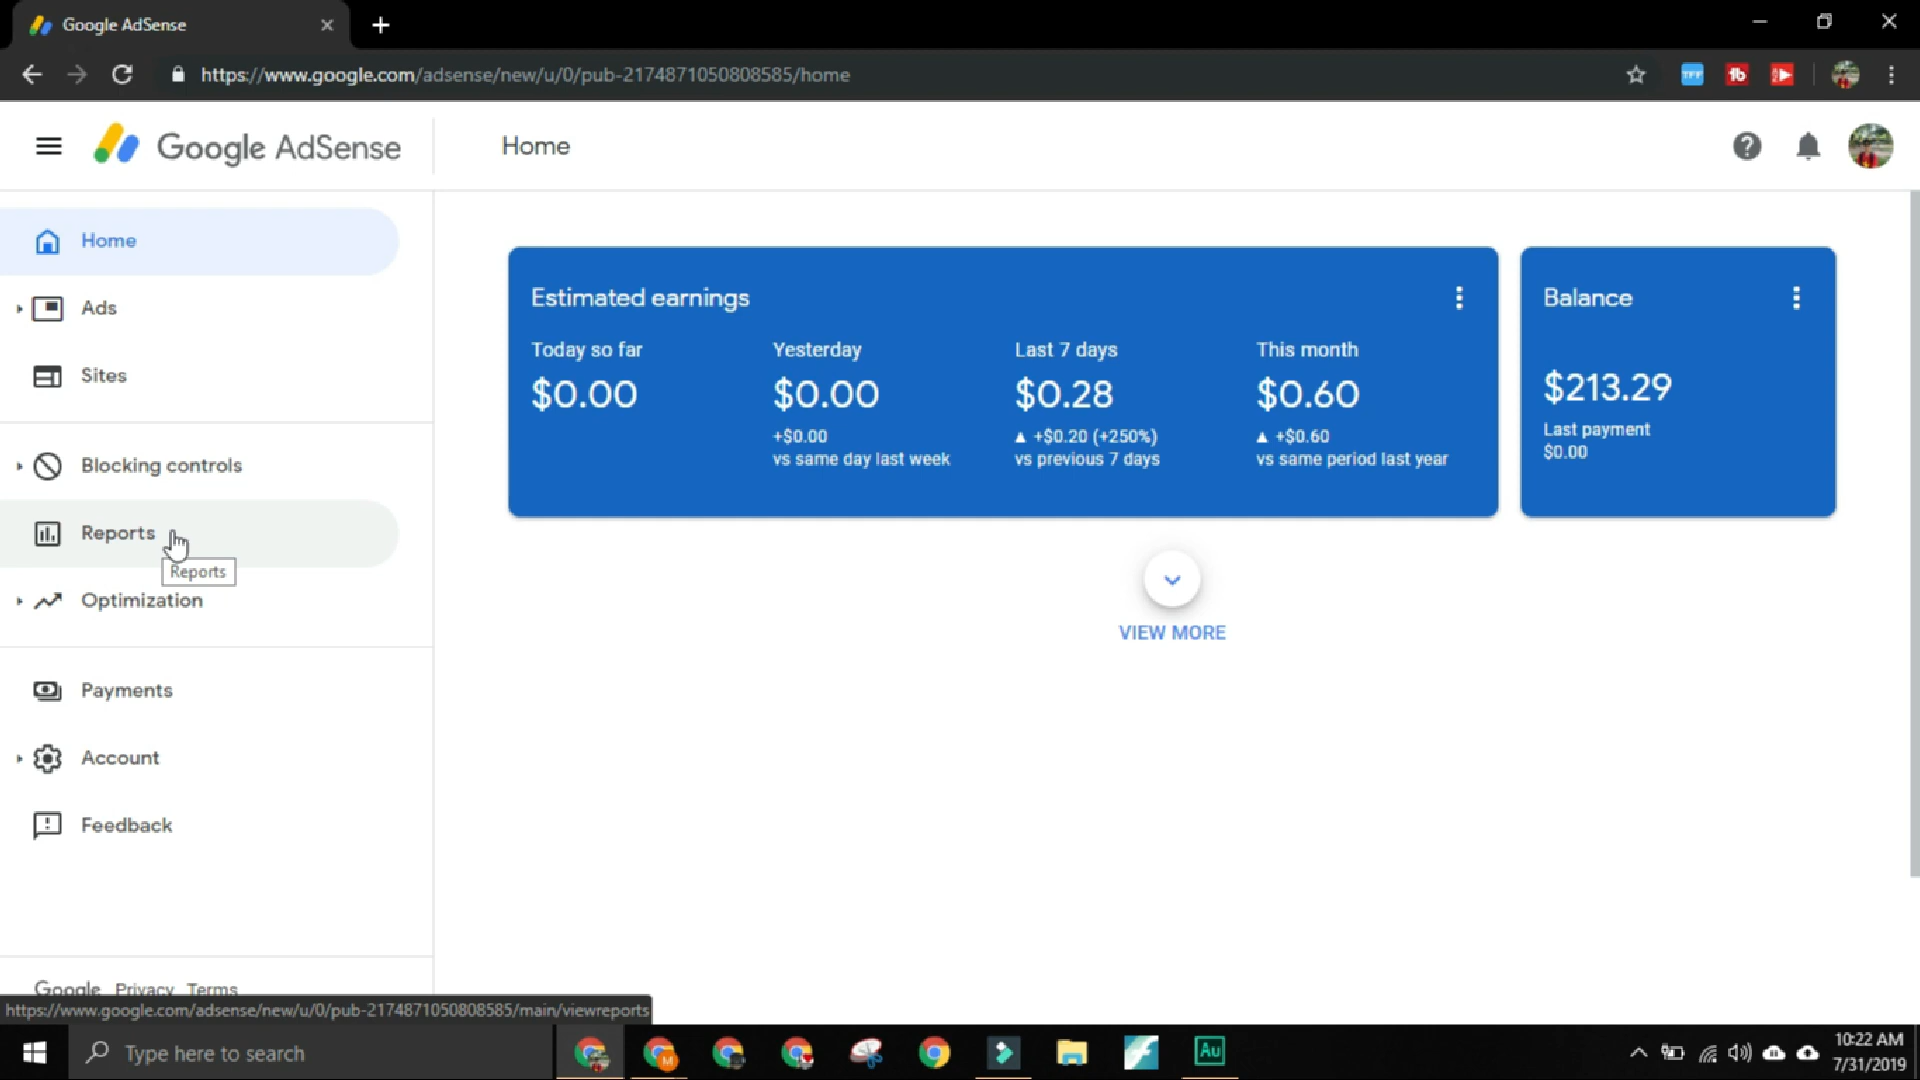 Google AdSense
https://www.google.com/adsense/new/u/0/pub-2174871050808585/home
TFF
tb
Google AdSense
Home
Home
Ads
Sites
Blocking controls
Reports
Reports
Optimization
Payments
Account
Feedback
Google Privacy Terms
https://www.google.com/adsense/new/u/0/pub-2174871050808585/main/viewreports
Estimated earnings
Today so far
$0.00
Yesterday
$0.00
+$0.00
vs same day last week
Last 7 days
$0.28
▲ +$0.20 (+250%)
vs previous 7 days
This month
$0.60
▲ +$0.60
vs same period last year
Balance
$213.29
Last payment
$0.00
VIEW MORE
Type here to search
M
Au
10:22 AM
7/31/2019